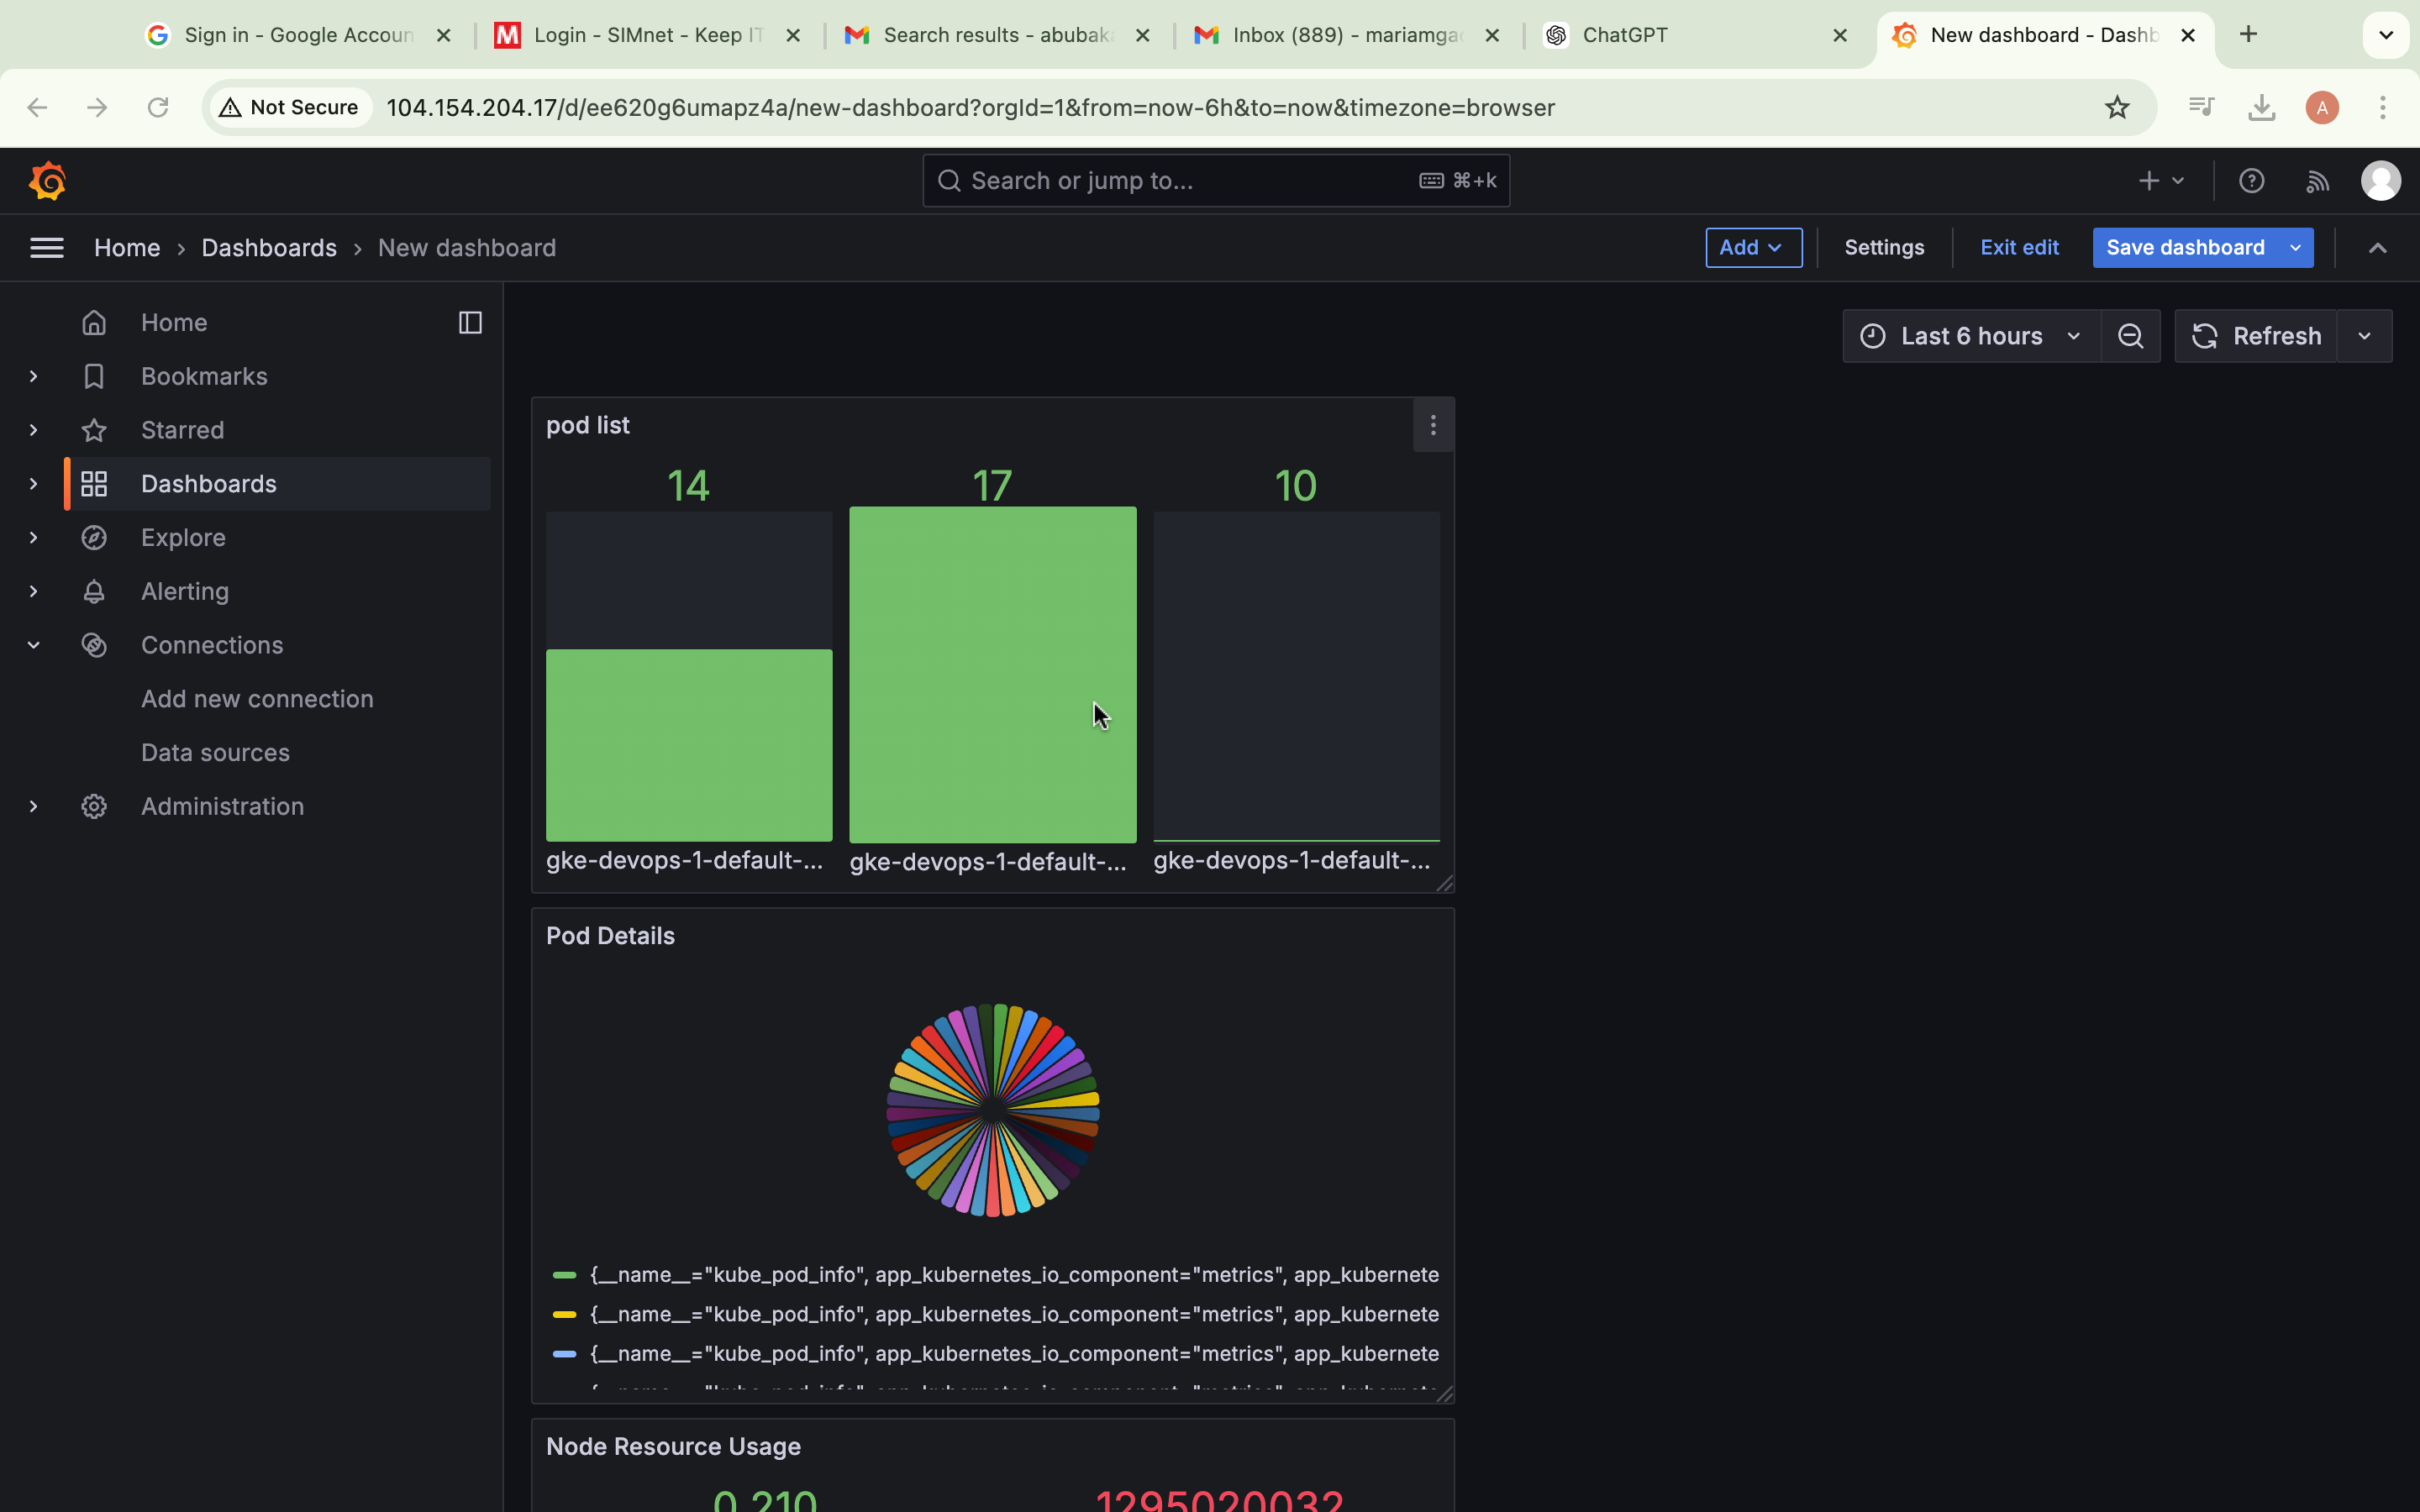 Sign in - Google Accoun
Login - SIMnet - Keep IT
Search results - abubaka
Inbox (889) - mariamga
ChatGPT
New dashboard - Dashb
Not Secure
104.154.204.17/d/ee620g6umapz4a/new-dashboard?orgId=1&from=now-6h&to=now&timezone=browser
A
Search or jump to...
⌘+k
Home › Dashboards › New dashboard
Add
Settings
Exit edit
Save dashboard
Home
Bookmarks
Starred
Dashboards
Explore
Alerting
Connections
Add new connection
Data sources
Administration
Last 6 hours
Refresh
pod list
14 17 10
gke-devops-1-default-... gke-devops-1-default-... gke-devops-1-default-...
Pod Details
{__name__="kube_pod_info", app_kubernetes_io_component="metrics", app_kubernete
{__name__="kube_pod_info", app_kubernetes_io_component="metrics", app_kubernete
{__name__="kube_pod_info", app_kubernetes_io_component="metrics", app_kubernete
Node Resource Usage
0.210 1295020032